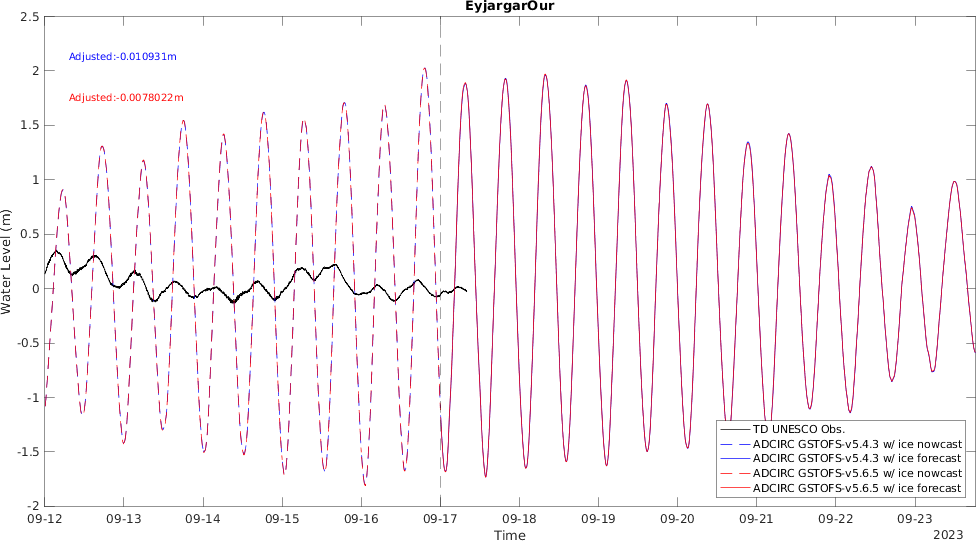 EyjargarOur
Adjusted:-0.010931m
Adjusted:-0.0078022m
Water Level (m)
2.5
2
1.5
1
0.5
0
-0.5
-1
-1.5
-2
TD UNESCO Obs.
ADCIRC GSTOFS-v5.4.3 w/ ice nowcast
ADCIRC GSTOFS-v5.4.3 w/ ice forecast
ADCIRC GSTOFS-v5.6.5 w/ ice nowcast
ADCIRC GSTOFS-v5.6.5 w/ ice forecast
09-12 09-13 09-14 09-15 09-16 09-17 09-18 09-19 09-20 09-21 09-22 09-23
Time
2023